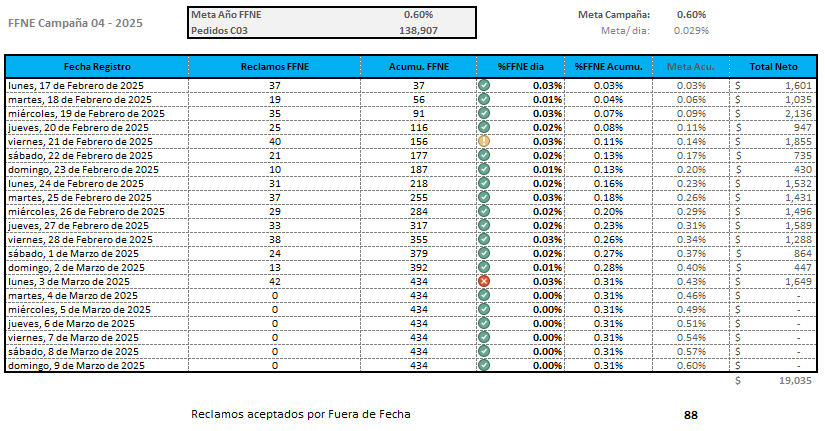 FFNE Campaña 04 - 2025
Meta Año FFNE 0.60%
Pedidos C03 138,907
Meta Campaña: 0.60%
Meta/ dia: 0.029%
Fecha Registro Reclamos FFNE Acumu. FFNE %FFNE dia %FFNE Acumu. Meta Acu. Total Neto
lunes, 17 de Febrero de 2025 37 37 0.03% 0.03% 0.03% $ 1,601
martes, 18 de Febrero de 2025 19 56 0.01% 0.04% 0.06% $ 1,035
miércoles, 19 de Febrero de 2025 35 91 0.03% 0.07% 0.09% $ 2,136
jueves, 20 de Febrero de 2025 25 116 0.02% 0.08% 0.11% $ 947
viernes, 21 de Febrero de 2025 40 156 0.03% 0.11% 0.14% $ 1,855
sábado, 22 de Febrero de 2025 21 177 0.02% 0.13% 0.17% $ 735
domingo, 23 de Febrero de 2025 10 187 0.01% 0.13% 0.20% $ 430
lunes, 24 de Febrero de 2025 31 218 0.02% 0.16% 0.23% $ 1,532
martes, 25 de Febrero de 2025 37 255 0.03% 0.18% 0.26% $ 1,431
miércoles, 26 de Febrero de 2025 29 284 0.02% 0.20% 0.29% $ 1,496
jueves, 27 de Febrero de 2025 33 317 0.02% 0.23% 0.31% $ 1,589
viernes, 28 de Febrero de 2025 38 355 0.03% 0.26% 0.34% $ 1,288
sábado, 1 de Marzo de 2025 24 379 0.02% 0.27% 0.37% $ 864
domingo, 2 de Marzo de 2025 13 392 0.01% 0.28% 0.40% $ 447
lunes, 3 de Marzo de 2025 42 434 0.03% 0.31% 0.43% $ 1,649
martes, 4 de Marzo de 2025 0 434 0.00% 0.31% 0.46% $ -
miércoles, 5 de Marzo de 2025 0 434 0.00% 0.31% 0.49% $ -
jueves, 6 de Marzo de 2025 0 434 0.00% 0.31% 0.51% $ -
viernes, 7 de Marzo de 2025 0 434 0.00% 0.31% 0.54% $ -
sábado, 8 de Marzo de 2025 0 434 0.00% 0.31% 0.57% $ -
domingo, 9 de Marzo de 2025 0 434 0.00% 0.31% 0.60% $ -
$ 19,035
Reclamos aceptados por Fuera de Fecha 88